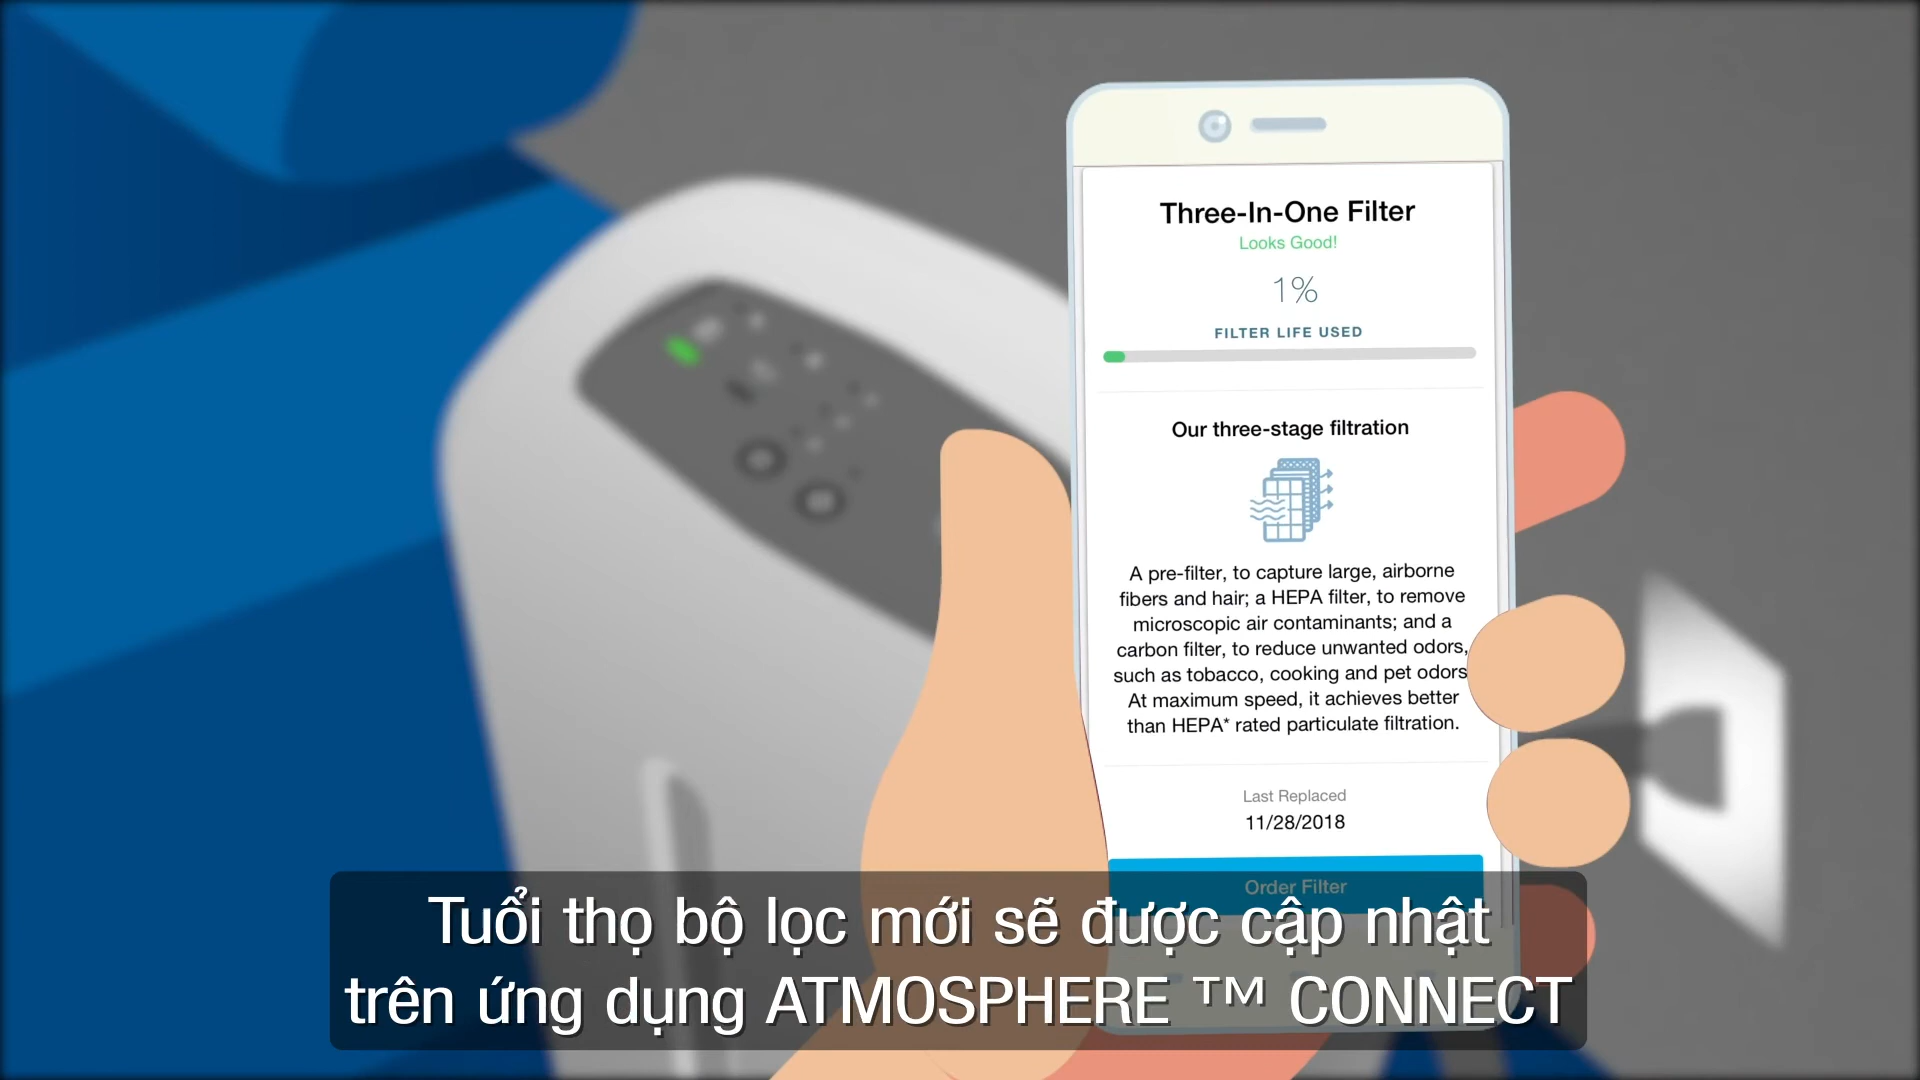 Three-In-One Filter
Looks Good!
1%
FILTER LIFE USED
Our three-stage filtration
A pre-filter, to capture large, airborne
fibers and hair; a HEPA filter, to remove
microscopic air contaminants; and a
carbon filter, to reduce unwanted odors,
such as tobacco, cooking and pet odors
At maximum speed, it achieves better
than HEPA* rated particulate filtration.
Last Replaced
11/28/2018
Order Filter
Tuổi thọ bộ lọc mới sẽ được cập nhật
trên ứng dụng ATMOSPHERE ™ CONNECT